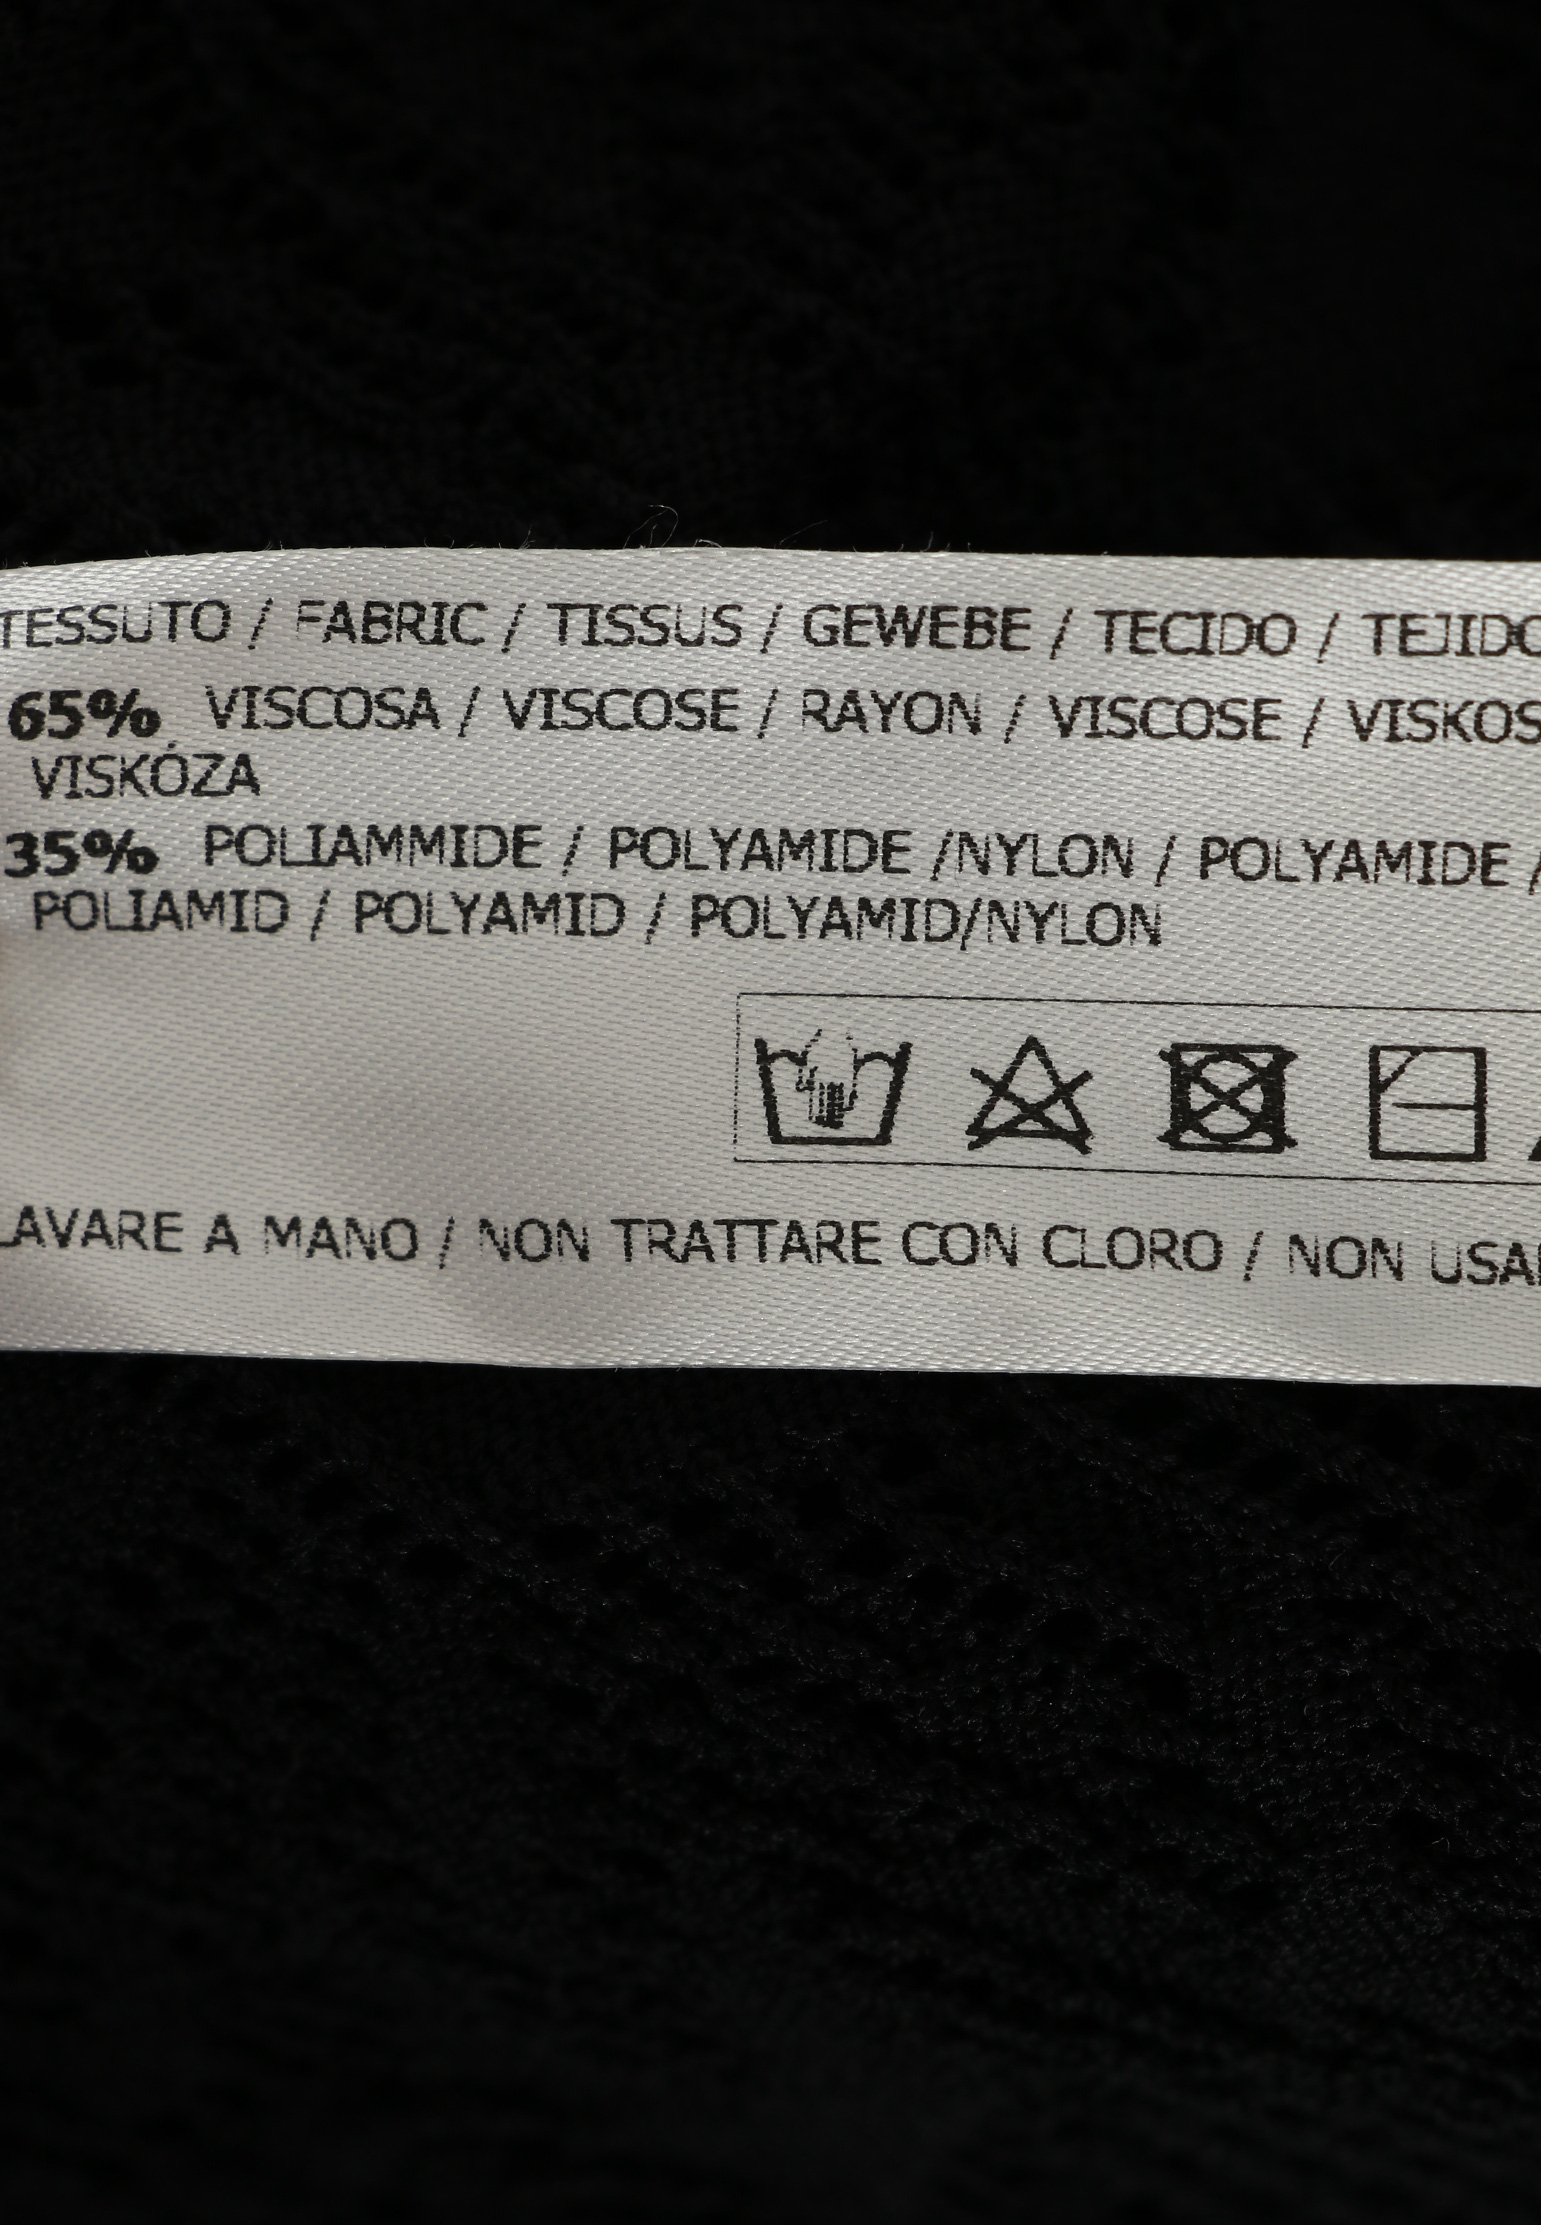 TESSUTO / FABRIC / TISSUS / GEWEBE / TECIDO / TEJIDO
65% VISCOSA / VISCOSE / RAYON / VISCOSE / VISKOS
VISKÓZA
35% POLIAMMIDE / POLYAMIDE /NYLON / POLYAMIDE /
POLIAMID / POLYAMID / POLYAMID/NYLON
LAVARE A MANO / NON TRATTARE CON CLORO / NON